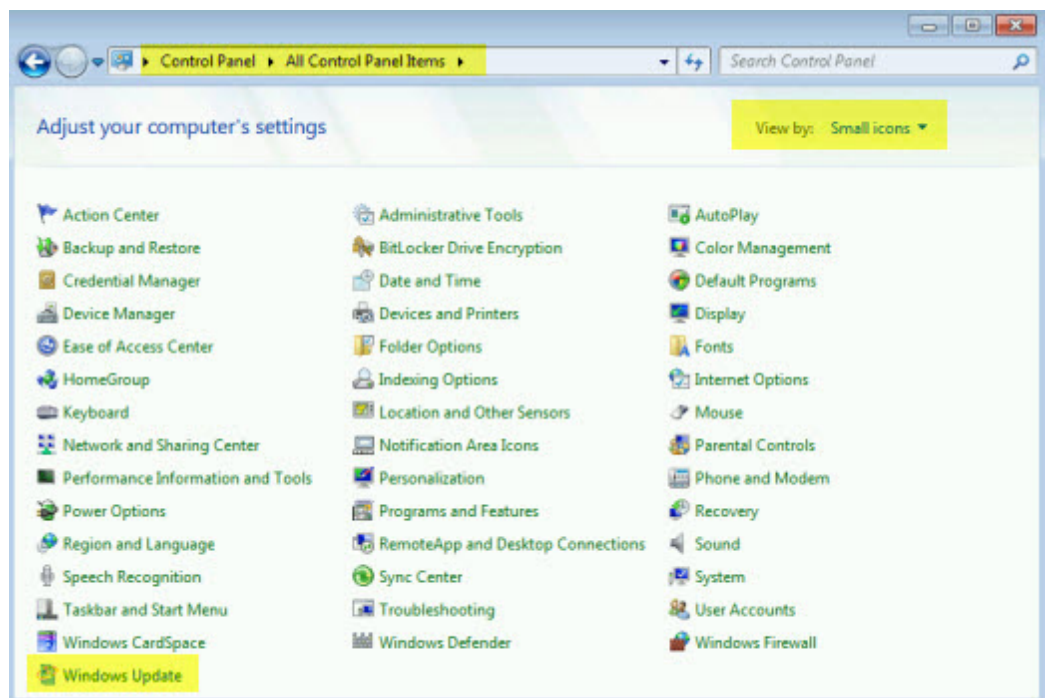 Control Panel All Control Panel Items Search Control Panel
Adjust your computer's settings View by: Small icons
Action Center Administrative Tools AutoPlay
Backup and Restore BitLocker Drive Encryption Color Management
Credential Manager Date and Time Default Programs
Device Manager Devices and Printers Display
Ease of Access Center Folder Options Fonts
HomeGroup Indexing Options Internet Options
Keyboard Location and Other Sensors Mouse
Network and Sharing Center Notification Area Icons Parental Controls
Performance Information and Tools Personalization Phone and Modem
Power Options Programs and Features Recovery
Region and Language RemoteApp and Desktop Connections Sound
Speech Recognition Sync Center System
Taskbar and Start Menu Troubleshooting User Accounts
Windows CardSpace Windows Defender Windows Firewall
Windows Update